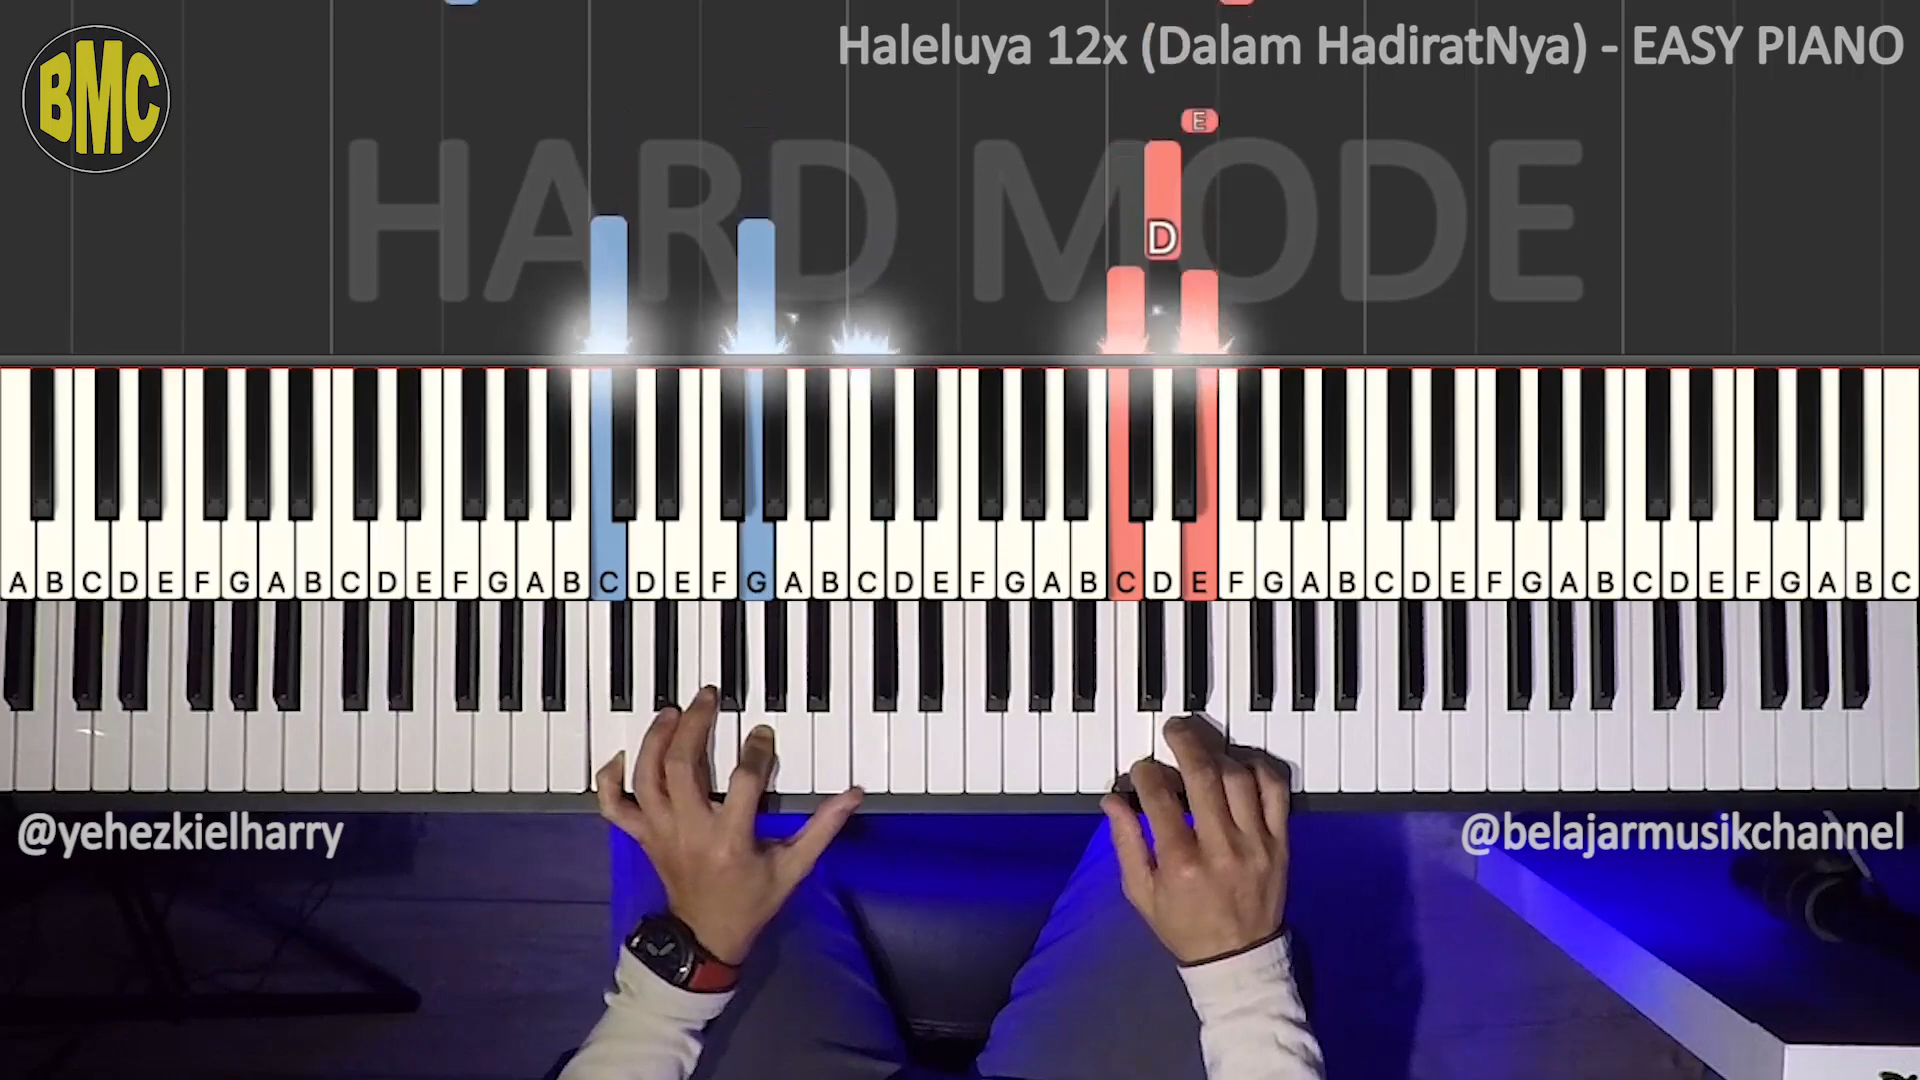 BMC
Haleluya 12x (Dalam HadiratNya) - EASY PIANO
HARD MODE
E
D
A B C D E F G A B C D E F G A B C D E F G A B C D E F G A B C D E F G A B C D E F G A B C D E F G A B C
@yehezkielharry
@belajarmusikchannel